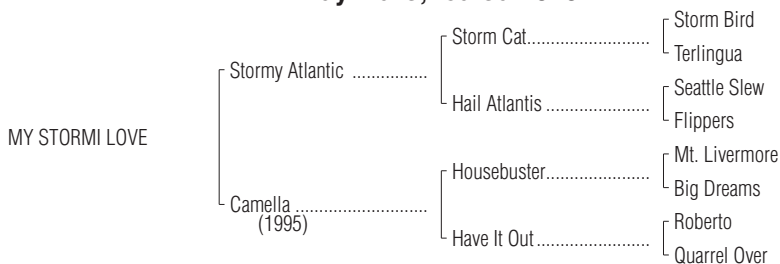 Storm Bird
Storm Cat..............................
Terlingua
Stormy Atlantic ..................
Seattle Slew
Hail Atlantis .........................
Flippers
MY STORMI LOVE
Mt. Livermore
Housebuster.........................
Big Dreams
Camella ................................
(1995)
Roberto
Have It Out ...........................
Quarrel Over